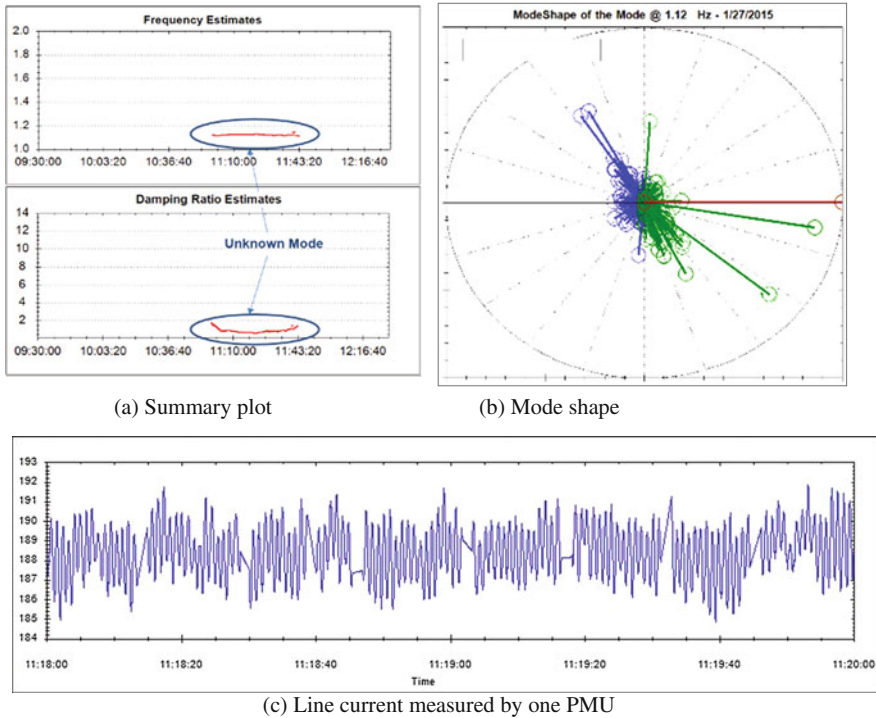 Frequency Estimates
2.0
1.8
1.6
1.4
1.2
1.0
09:30:00 10:03:20 10:36:40 11:10:00 11:43:20 12:16:40
Damping Ratio Estimates
14
12
10
8
6
4
2
Unknown Mode
09:30:00 10:03:20 10:36:40 11:10:00 11:43:20 12:16:40
ModeShape of the Mode @ 1.12 Hz - 1/27/2015
(a) Summary plot
(b) Mode shape
193
192
191
190
189
188
187
186
185
184
11:18:00 11:18:20 11:18:40 11:19:00 11:19:20 11:19:40 11:20:00
Time
(c) Line current measured by one PMU